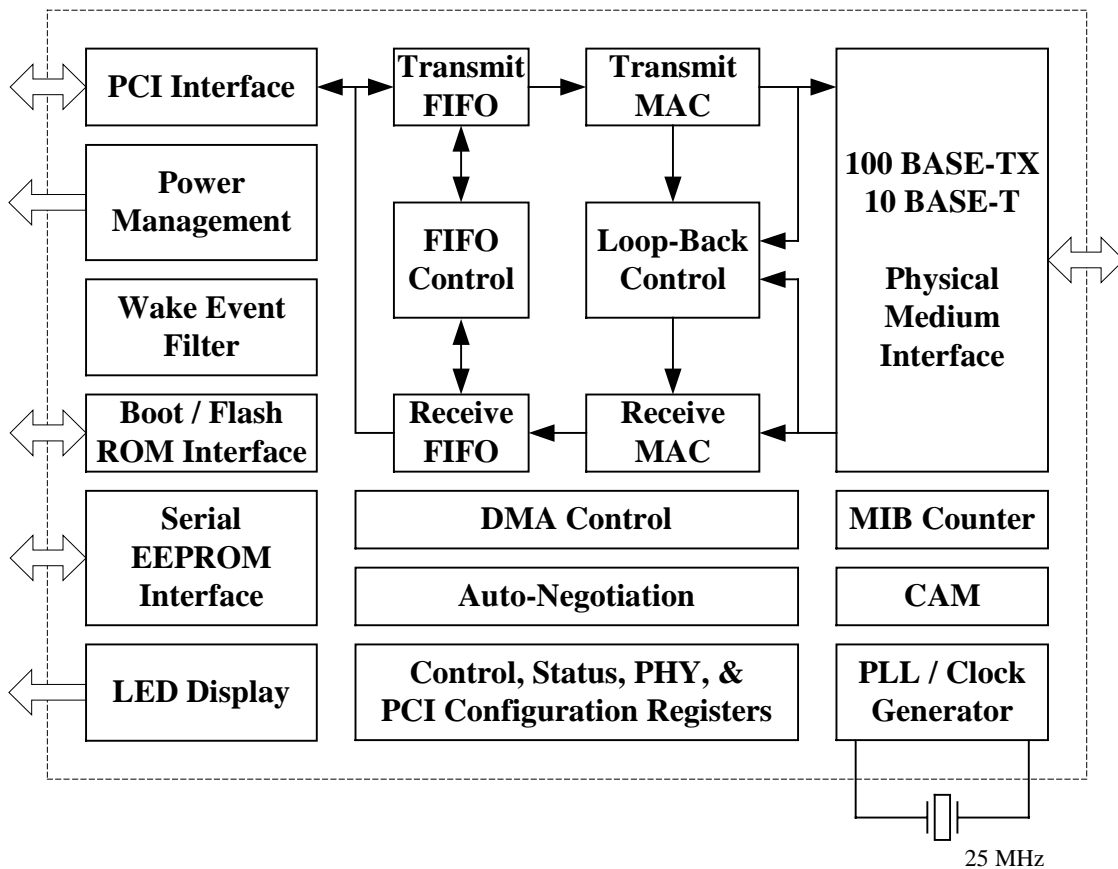 PCI Interface
Transmit
FIFO
Transmit
MAC
100 BASE-TX
10 BASE-T
Physical
Medium
Interface
Power
Management
FIFO
Control
Loop-Back
Control
Wake Event
Filter
Boot / Flash
ROM Interface
Receive
FIFO
Receive
MAC
Serial
EEPROM
Interface
DMA Control
MIB Counter
Auto-Negotiation
CAM
LED Display
Control, Status, PHY, &
PCI Configuration Registers
PLL / Clock
Generator
25 MHz